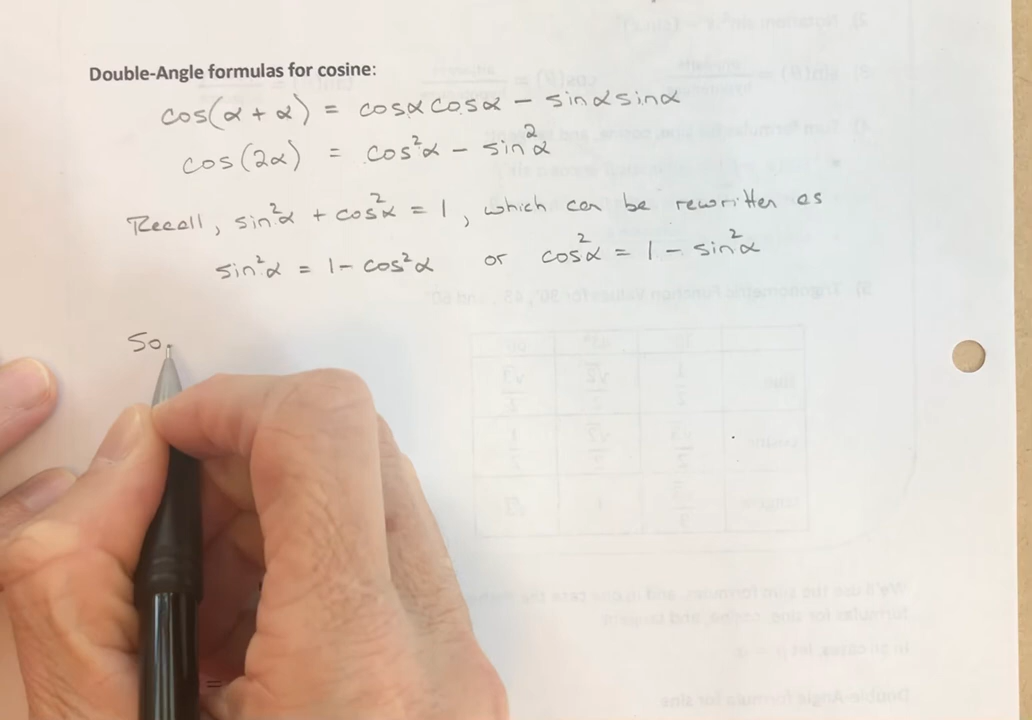 Double-Angle formulas for cosine:
cos(α + α) = cosα cosα − sinα sinα
cos(2α) = cos²α − sin²α
Recall, sin²α + cos²α = 1, which can be rewritten as
sin²α = 1 − cos²α or cos²α = 1 − sin²α
So,